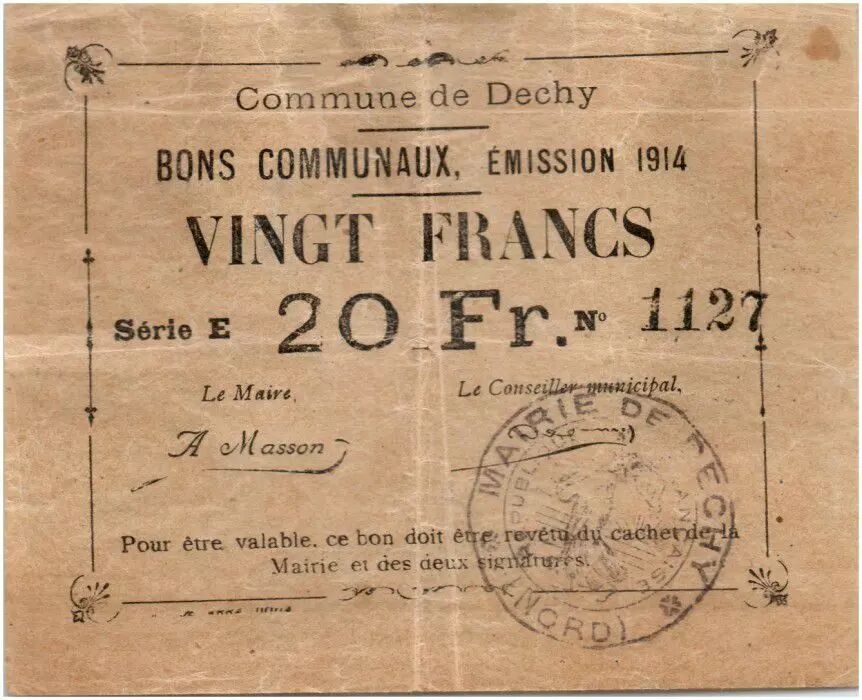 Commune de Dechy
BONS COMMUNAUX, ÉMISSION 1914
VINGT FRANCS
Série E 20 Fr. No 1127
Le Maire, Le Conseiller municipal,
A Masson
MAIRIE DE DECHY
(NORD)
Pour être valable, ce bon doit être revêtu du cachet de la
Mairie et des deux signatures.